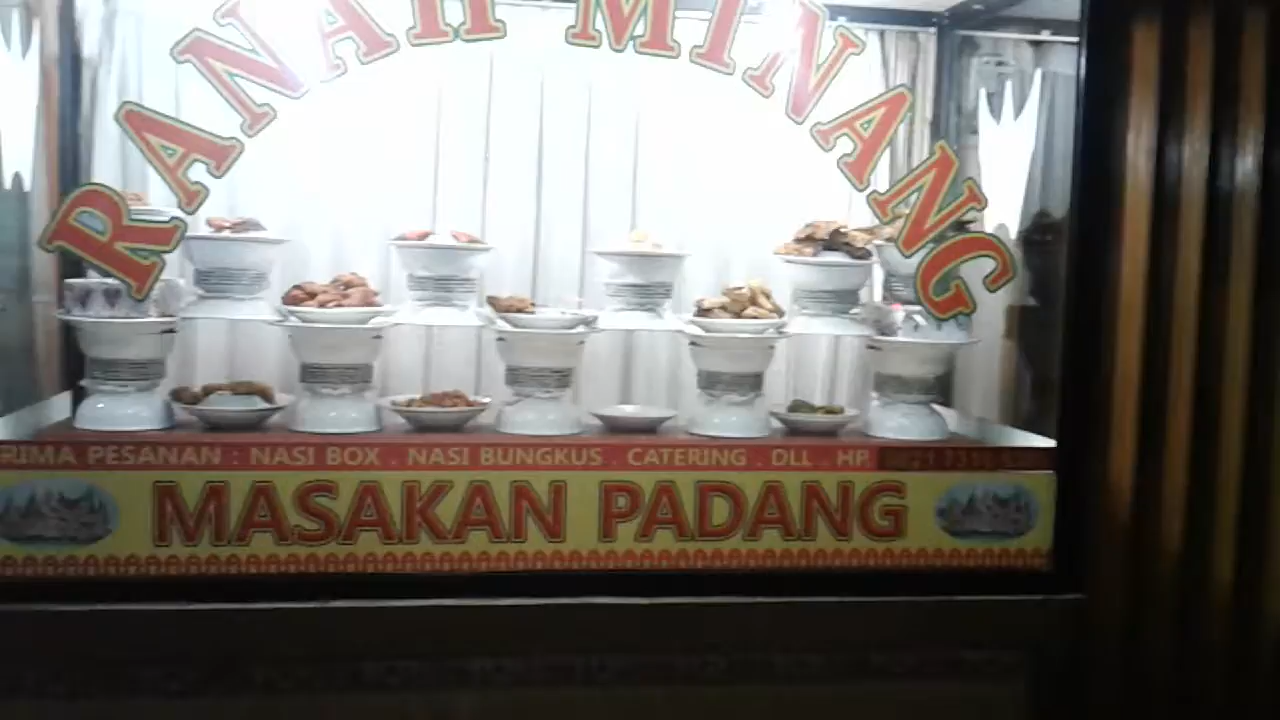 RANAH MINANG
RIMA PESANAN : NASI BOX . NASI BUNGKUS . CATERING . DLL . HP.
MASAKAN PADANG